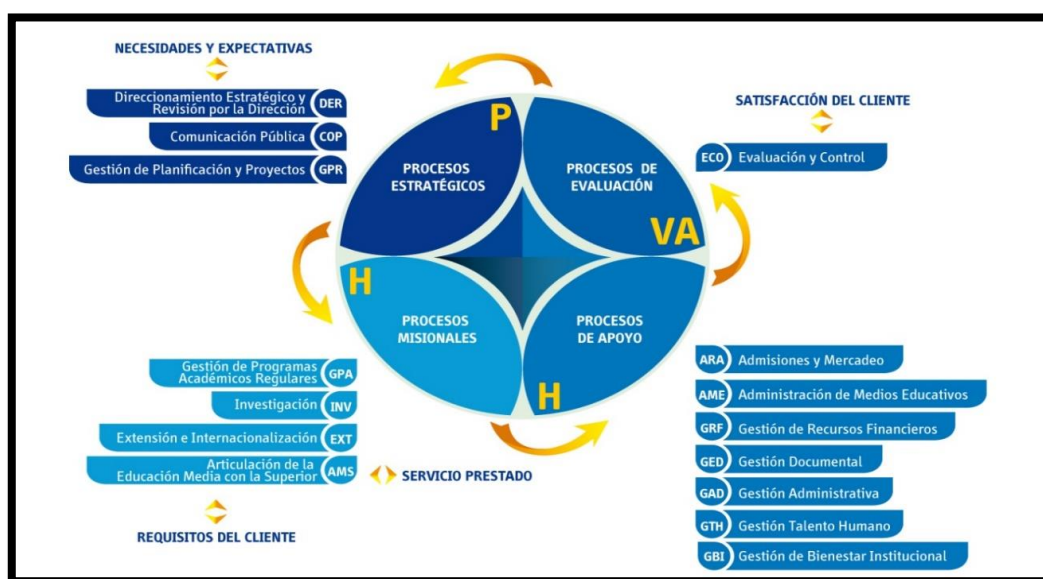 NECESIDADES Y EXPECTATIVAS
Direccionamiento Estratégico y
Revisión por la Dirección
DER
Comunicación Pública
COP
Gestión de Planificación y Proyectos
GPR
P
PROCESOS
ESTRATÉGICOS
PROCESOS DE
EVALUACIÓN
VA
SATISFACCIÓN DEL CLIENTE
ECO
Evaluación y Control
H
PROCESOS
MISIONALES
PROCESOS
DE APOYO
H
Gestión de Programas
Académicos Regulares
GPA
Investigación
INV
Extensión e Internacionalización
EXT
Articulación de la
Educación Media con la Superior
AMS
SERVICIO PRESTADO
REQUISITOS DEL CLIENTE
ARA
Admisiones y Mercadeo
AME
Administración de Medios Educativos
GRF
Gestión de Recursos Financieros
GED
Gestión Documental
GAD
Gestión Administrativa
GTH
Gestión Talento Humano
GBI
Gestión de Bienestar Institucional